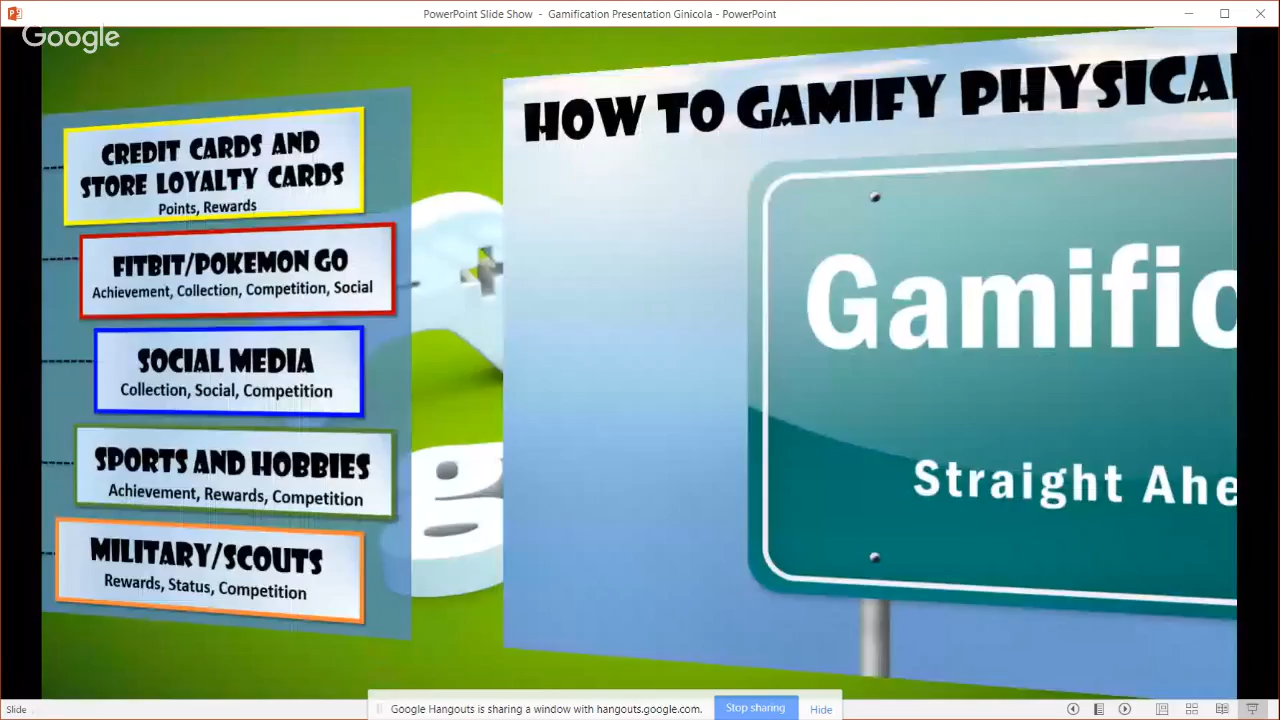 PowerPoint Slide Show - Gamification Presentation Ginicola - PowerPoint
Google
CREDIT CARDS AND
STORE LOYALTY CARDS
Points, Rewards
FITBIT/POKEMON GO
Achievement, Collection, Competition, Social
SOCIAL MEDIA
Collection, Social, Competition
SPORTS AND HOBBIES
Achievement, Rewards, Competition
MILITARY/SCOUTS
Rewards, Status, Competition
HOW TO GAMIFY PHYSICA
Gamific
Straight Ahe
Slide
Google Hangouts is sharing a window with hangouts.google.com.
Stop sharing
Hide